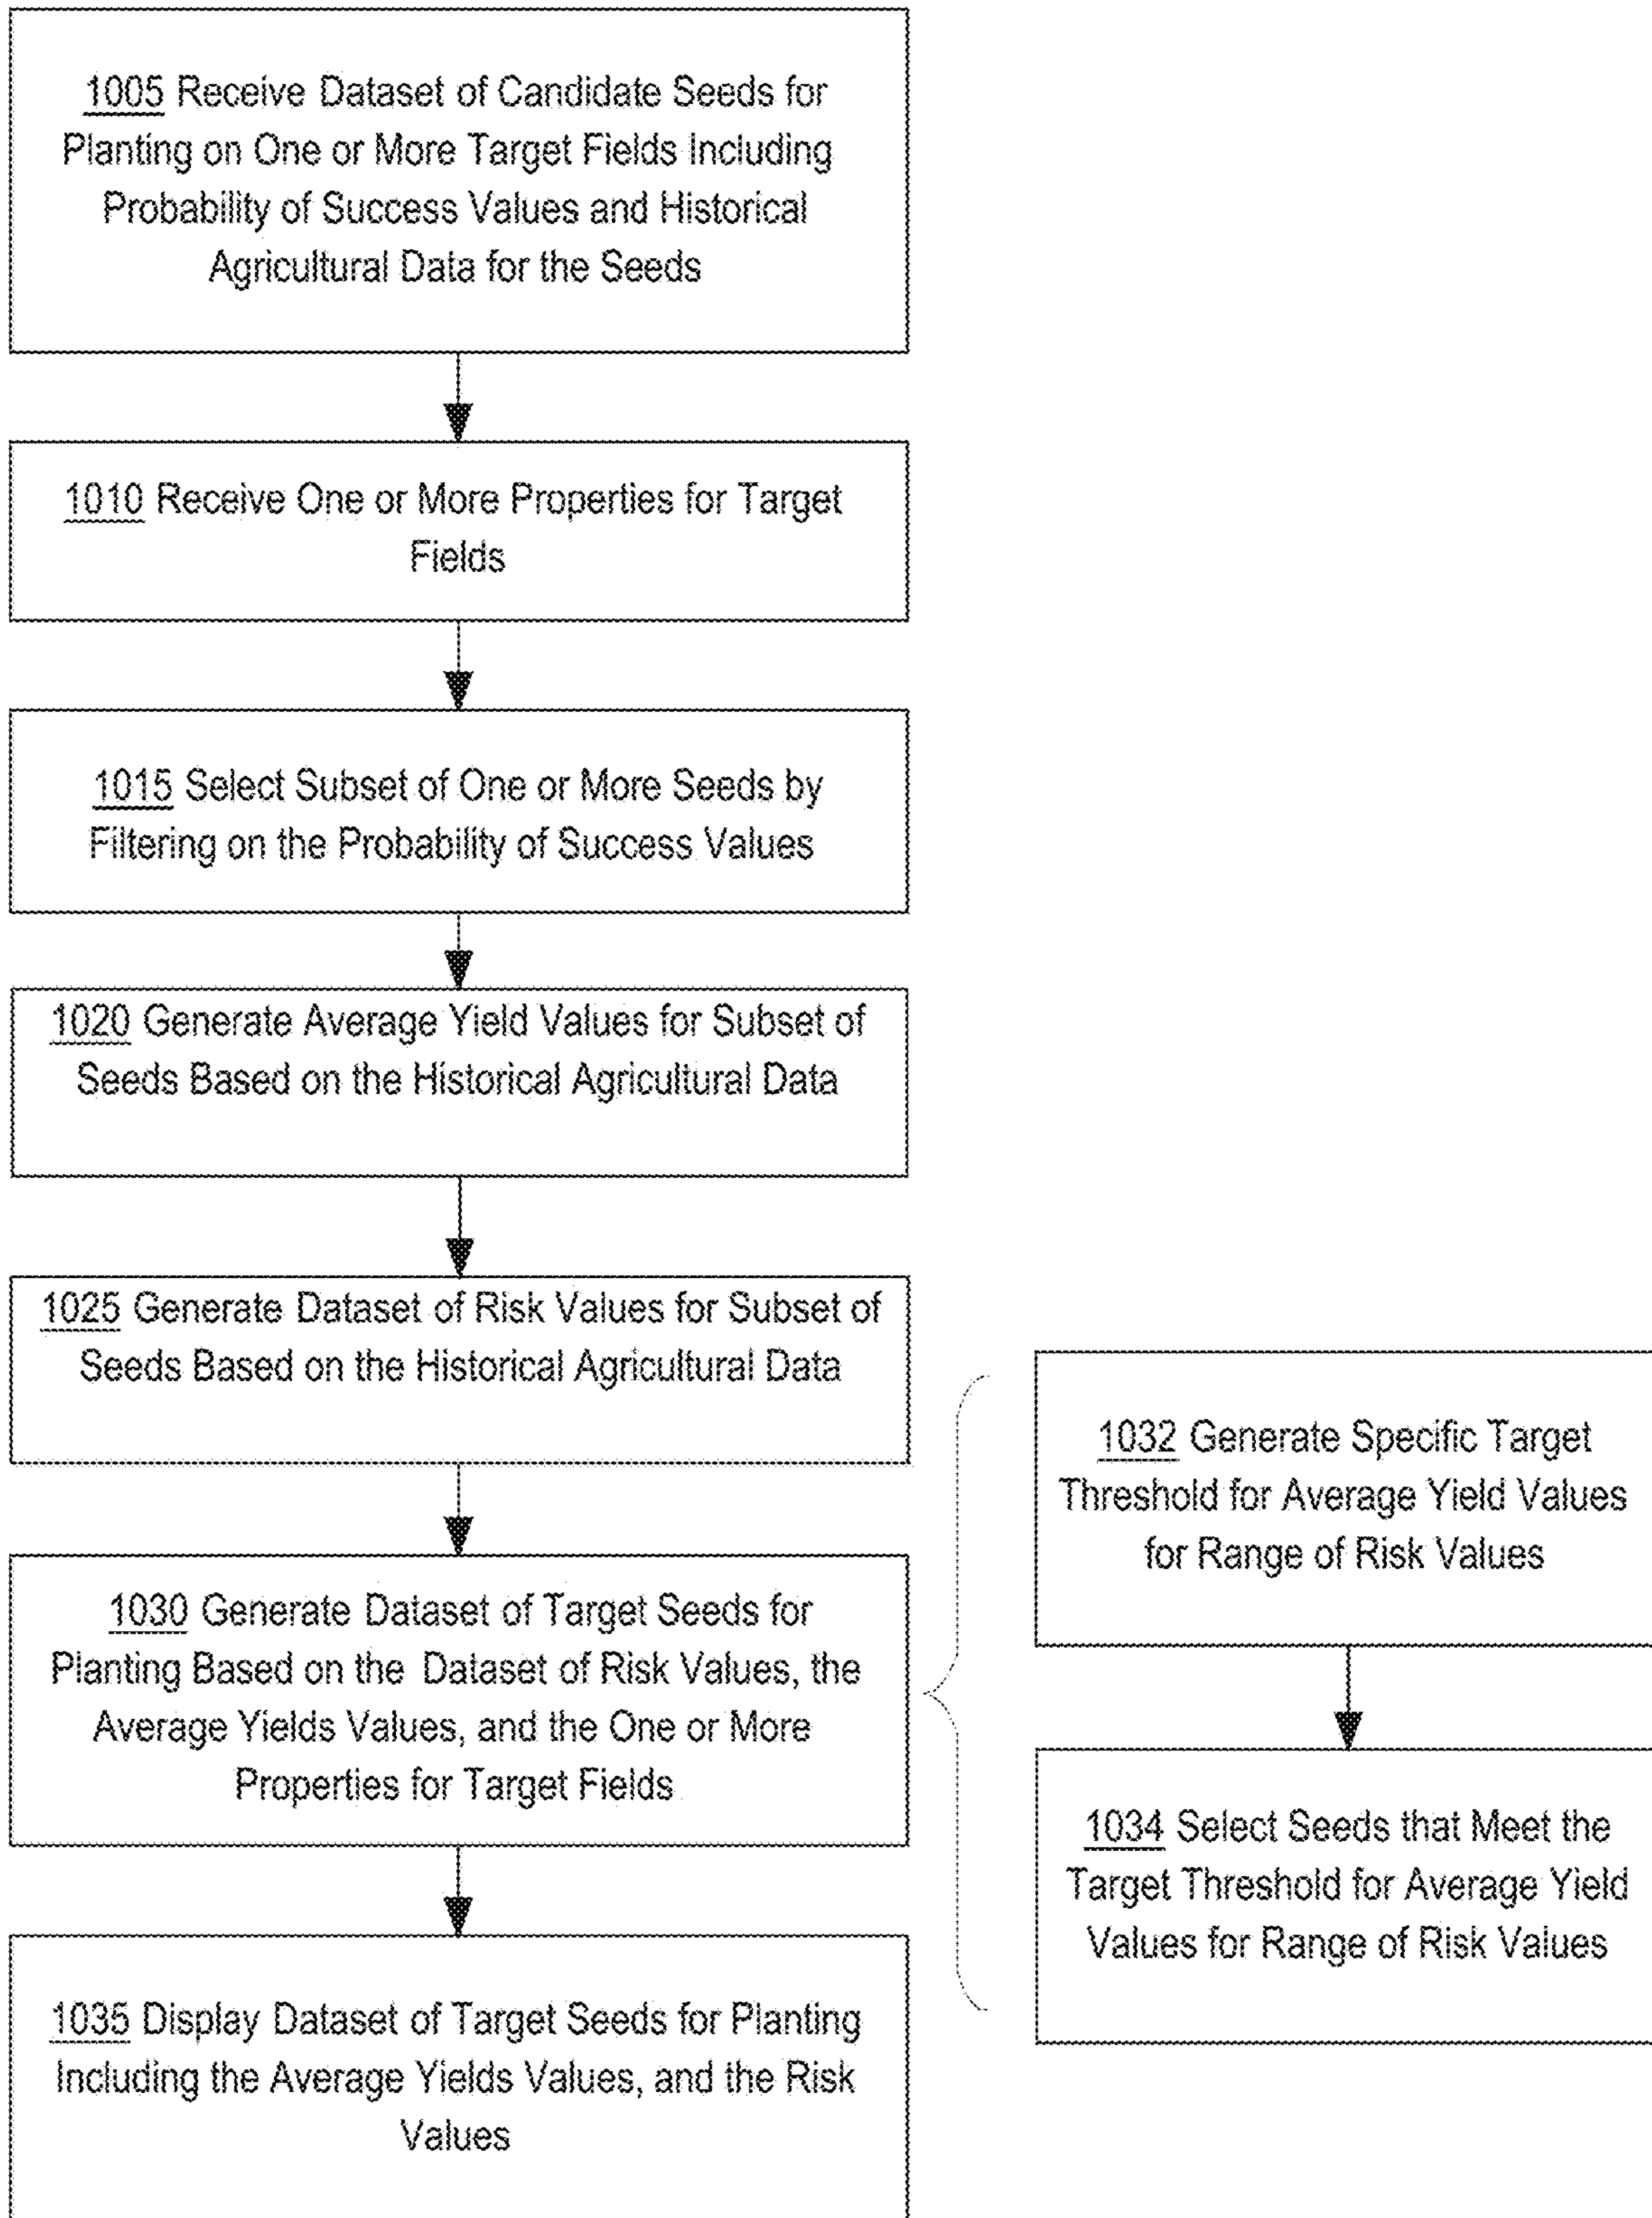 1005 Receive Dataset of Candidate Seeds for
Planting on One or More Target Fields Including
Probability of Success Values and Historical
Agricultural Data for the Seeds
1010 Receive One or More Properties for Target
Fields
1015 Select Subset of One or More Seeds by
Filtering on the Probability of Success Values
1020 Generate Average Yield Values for Subset of
Seeds Based on the Historical Agricultural Data
1025 Generate Dataset of Risk Values for Subset of
Seeds Based on the Historical Agricultural Data
1030 Generate Dataset of Target Seeds for
Planting Based on the Dataset of Risk Values, the
Average Yields Values, and the One or More
Properties for Target Fields
1032 Generate Specific Target
Threshold for Average Yield Values
for Range of Risk Values
1034 Select Seeds that Meet the
Target Threshold for Average Yield
Values for Range of Risk Values
1035 Display Dataset of Target Seeds for Planting
Including the Average Yields Values, and the Risk
Values